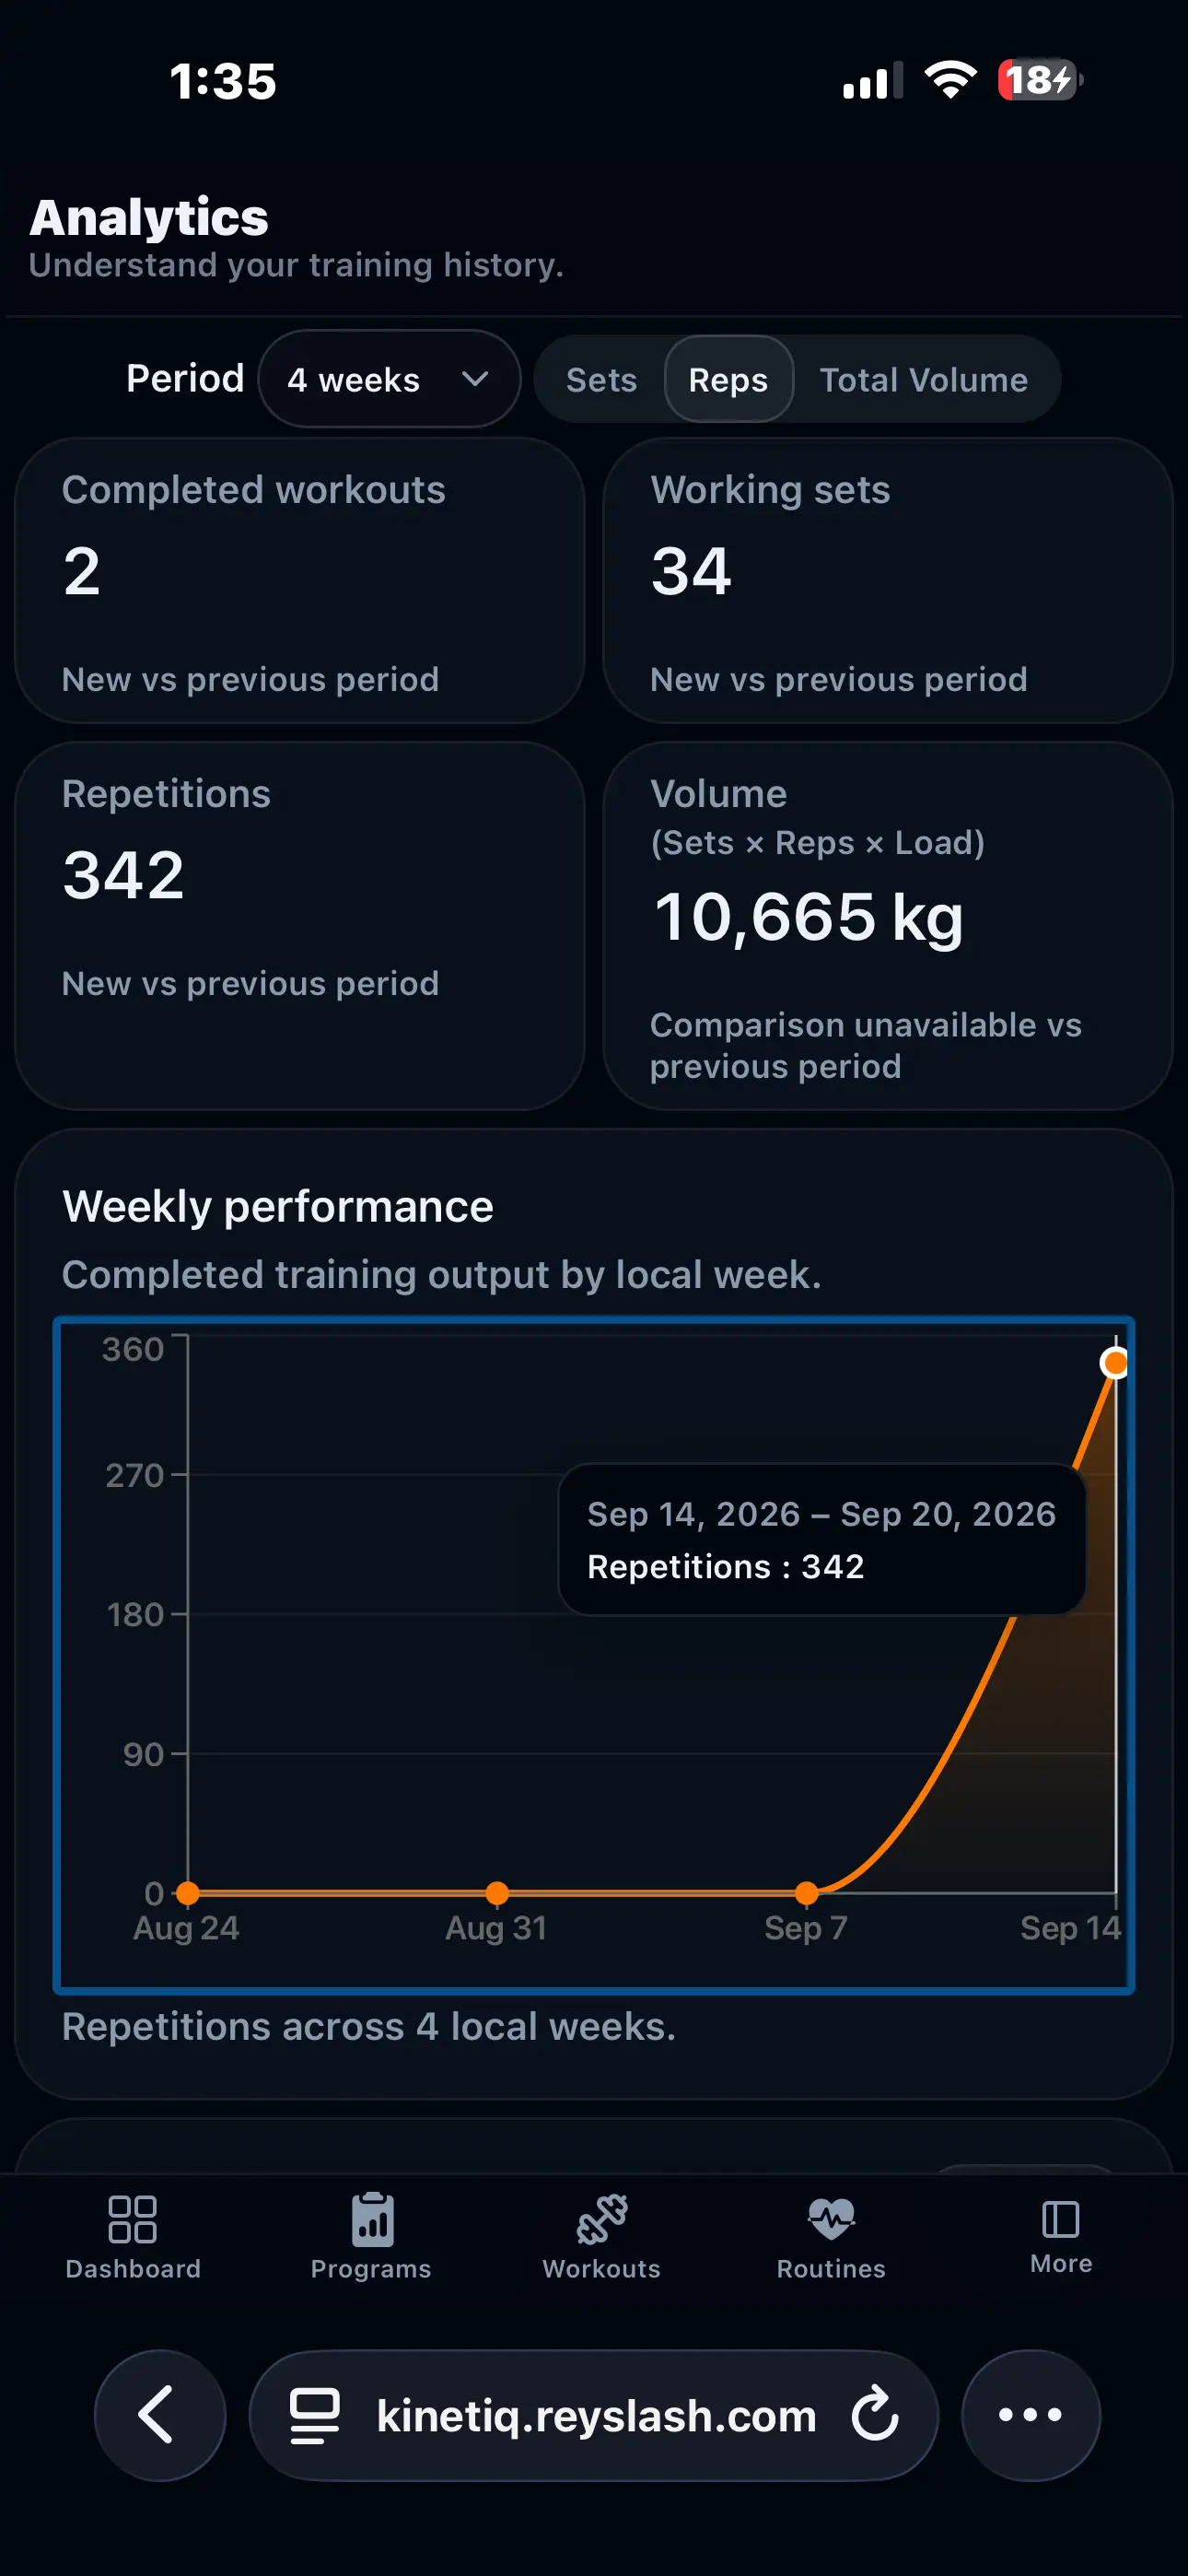 1:35
18
Analytics
Understand your training history.
Period
4 weeks
Sets
Reps
Total Volume
Completed workouts
2
New vs previous period
Working sets
34
New vs previous period
Repetitions
342
New vs previous period
Volume
(Sets × Reps × Load)
10,665 kg
Comparison unavailable vs
previous period
Weekly performance
Completed training output by local week.
360
270
180
90
0
Sep 14, 2026 – Sep 20, 2026
Repetitions : 342
Aug 24
Aug 31
Sep 7
Sep 14
Repetitions across 4 local weeks.
Dashboard
Programs
Workouts
Routines
More
kinetiq.reyslash.com